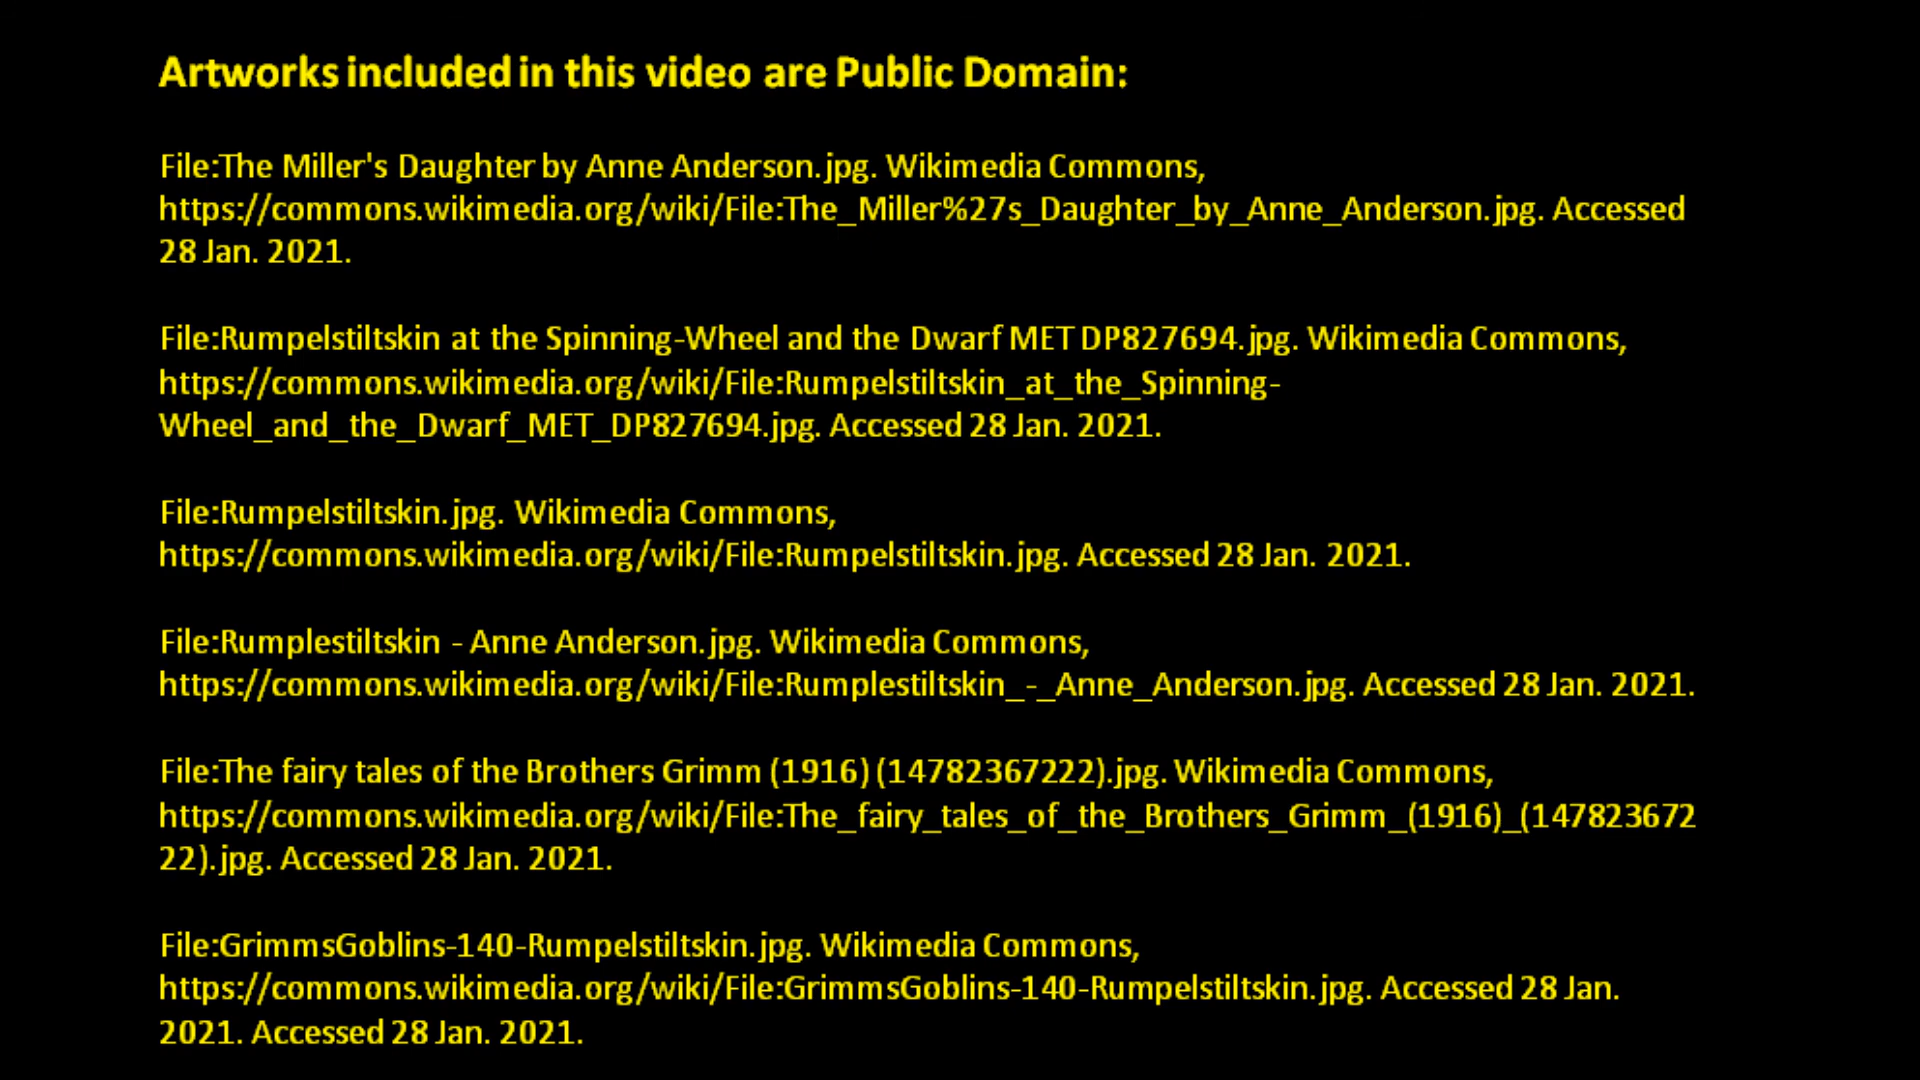 Artworks included in this video are Public Domain:
File:The Miller's Daughter by Anne Anderson.jpg. Wikimedia Commons,
https://commons.wikimedia.org/wiki/File:The_Miller%27s_Daughter_by_Anne_Anderson.jpg. Accessed
28 Jan. 2021.
File:Rumpelstiltskin at the Spinning-Wheel and the Dwarf MET DP827694.jpg. Wikimedia Commons,
https://commons.wikimedia.org/wiki/File:Rumpelstiltskin_at_the_Spinning-
Wheel_and_the_Dwarf_MET_DP827694.jpg. Accessed 28 Jan. 2021.
File:Rumpelstiltskin.jpg. Wikimedia Commons,
https://commons.wikimedia.org/wiki/File:Rumpelstiltskin.jpg. Accessed 28 Jan. 2021.
File:Rumplestiltskin - Anne Anderson.jpg. Wikimedia Commons,
https://commons.wikimedia.org/wiki/File:Rumplestiltskin_-_Anne_Anderson.jpg. Accessed 28 Jan. 2021.
File:The fairy tales of the Brothers Grimm (1916) (14782367222).jpg. Wikimedia Commons,
https://commons.wikimedia.org/wiki/File:The_fairy_tales_of_the_Brothers_Grimm_(1916)_(147823672
22).jpg. Accessed 28 Jan. 2021.
File:GrimmsGoblins-140-Rumpelstiltskin.jpg. Wikimedia Commons,
https://commons.wikimedia.org/wiki/File:GrimmsGoblins-140-Rumpelstiltskin.jpg. Accessed 28 Jan.
2021. Accessed 28 Jan. 2021.